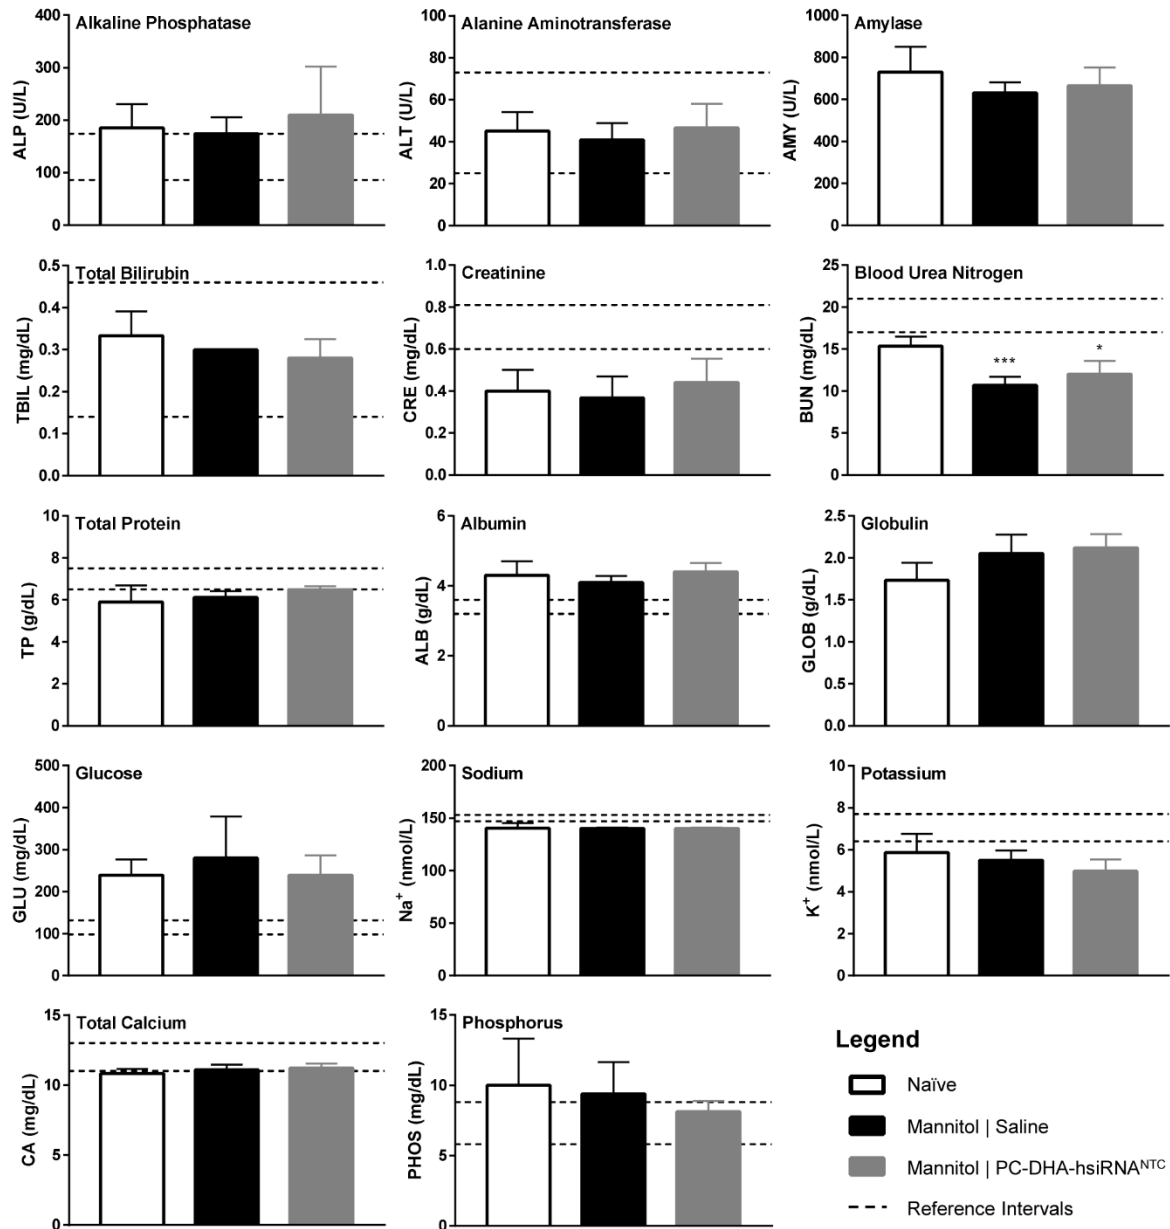 Alkaline Phosphatase
ALP (U/L)
400
300
200
100
0
Alanine Aminotransferase
ALT (U/L)
100
80
60
40
20
0
Amylase
AMY (U/L)
1000
800
600
400
200
0
Total Bilirubin
TBIL (mg/dL)
0.5
0.4
0.3
0.2
0.1
0.0
Creatinine
CRE (mg/dL)
1.0
0.8
0.6
0.4
0.2
0.0
Blood Urea Nitrogen
BUN (mg/dL)
25
20
15
10
5
0
***
*
Total Protein
TP (g/dL)
10
8
6
4
2
0
Albumin
ALB (g/dL)
6
4
2
0
Globulin
GLOB (g/dL)
2.5
2.0
1.5
1.0
0.5
0.0
Glucose
GLU (mg/dL)
500
400
300
200
100
0
Sodium
Na⁺ (nmol/L)
200
150
100
50
0
Potassium
K⁺ (nmol/L)
10
8
6
4
2
0
Total Calcium
CA (mg/dL)
15
10
5
0
Phosphorus
PHOS (mg/dL)
15
10
5
0
Legend
Naïve
Mannitol | Saline
Mannitol | PC-DHA-hsiRNAᴺᵀᶜ
Reference Intervals